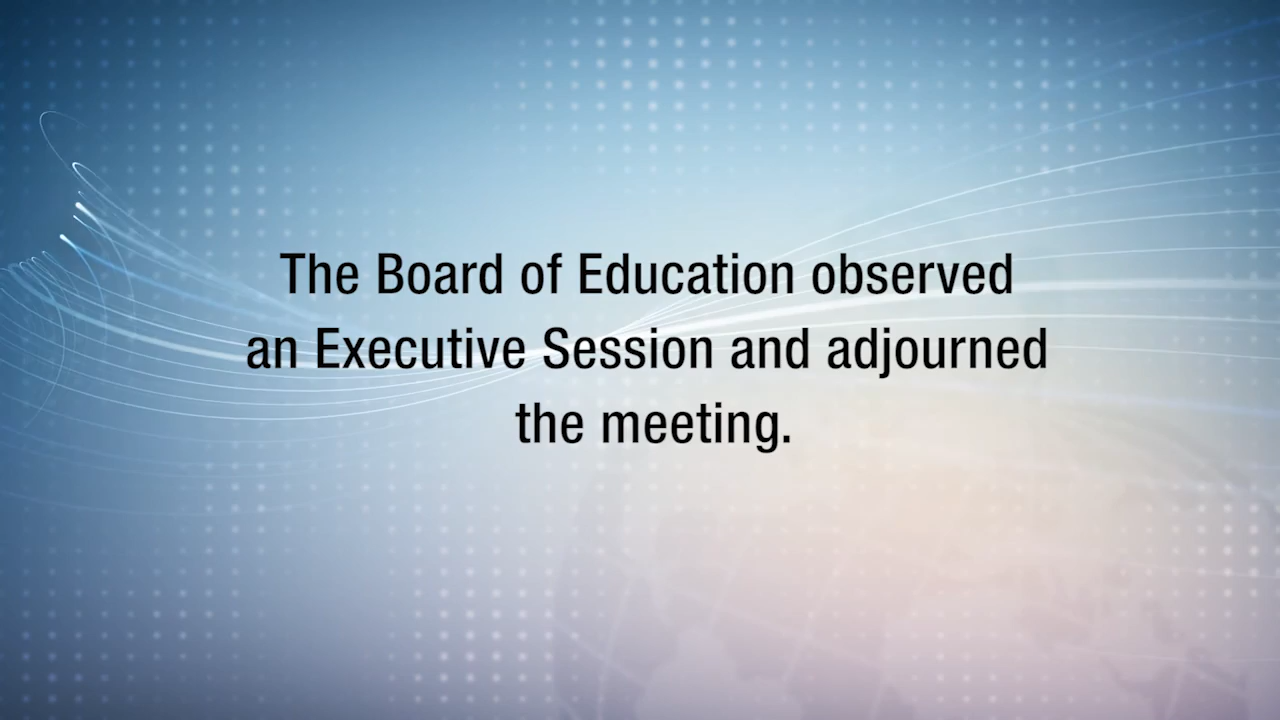 The Board of Education observed
an Executive Session and adjourned
the meeting.